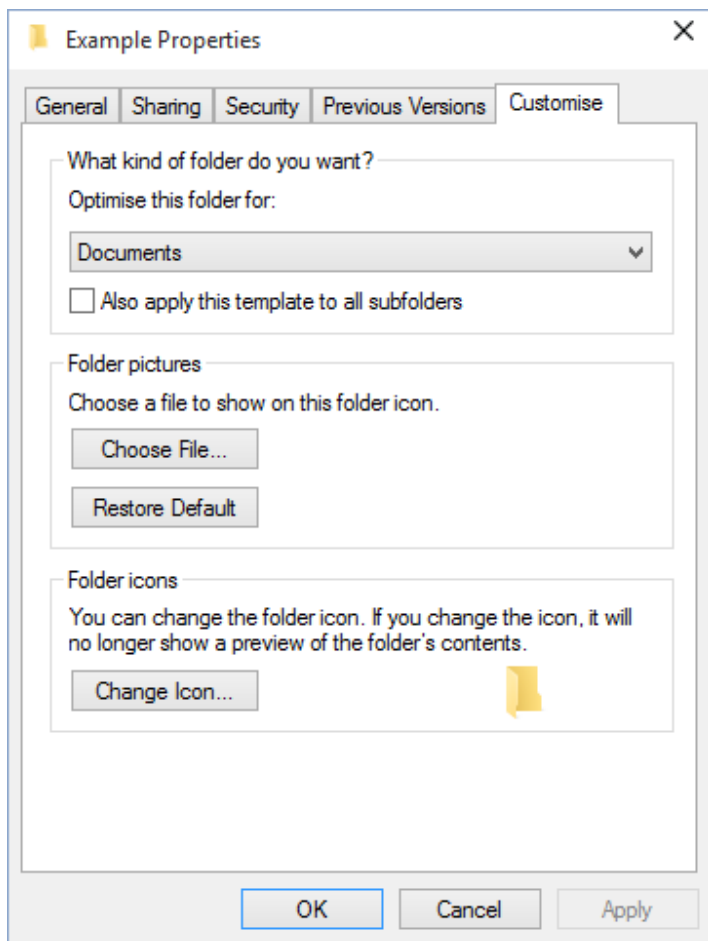 Example Properties
General Sharing Security Previous Versions Customise
What kind of folder do you want?
Optimise this folder for:
Documents
Also apply this template to all subfolders
Folder pictures
Choose a file to show on this folder icon.
Choose File...
Restore Default
Folder icons
You can change the folder icon. If you change the icon, it will
no longer show a preview of the folder's contents.
Change Icon...
OK Cancel Apply